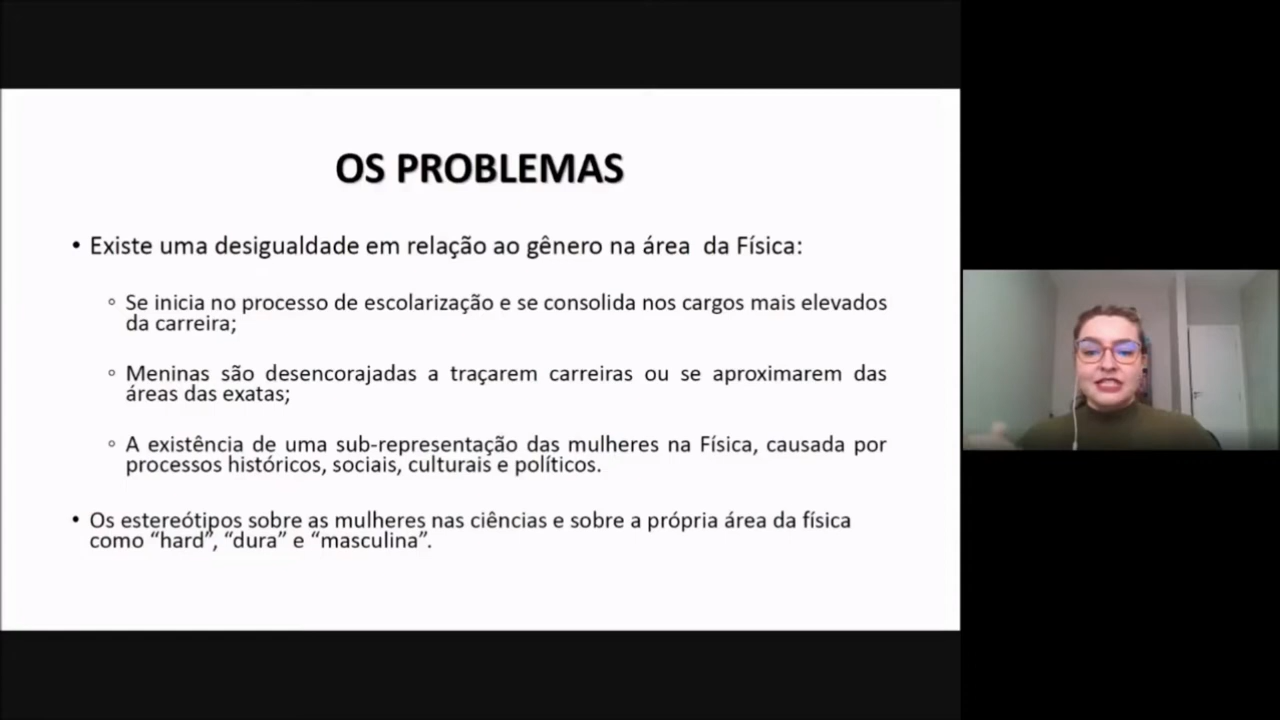 OS PROBLEMAS
• Existe uma desigualdade em relação ao gênero na área  da Física:
◦ Se inicia no processo de escolarização e se consolida nos cargos mais elevados
da carreira;
◦ Meninas são desencorajadas a traçarem carreiras ou se aproximarem das
áreas das exatas;
◦ A existência de uma sub-representação das mulheres na Física, causada por
processos históricos, sociais, culturais e políticos.
• Os estereótipos sobre as mulheres nas ciências e sobre a própria área da física
como “hard”, “dura” e “masculina”.